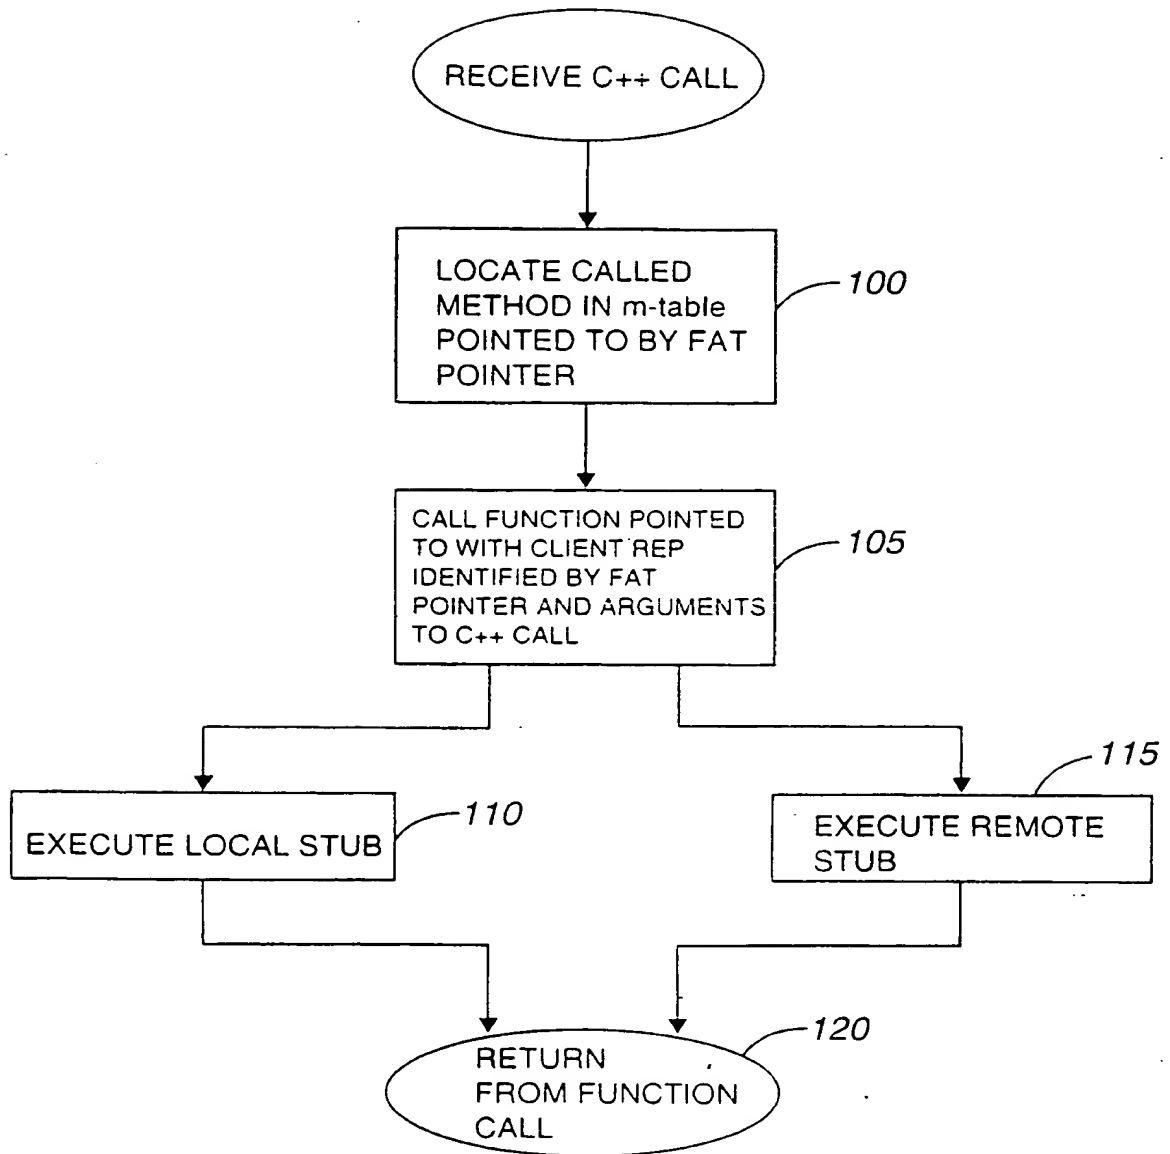 RECEIVE C++ CALL
LOCATE CALLED
METHOD IN m-table
POINTED TO BY FAT
POINTER
100
CALL FUNCTION POINTED
TO WITH CLIENT REP
IDENTIFIED BY FAT
POINTER AND ARGUMENTS
TO C++ CALL
105
EXECUTE LOCAL STUB
110
EXECUTE REMOTE
STUB
115
RETURN
FROM FUNCTION
CALL
120